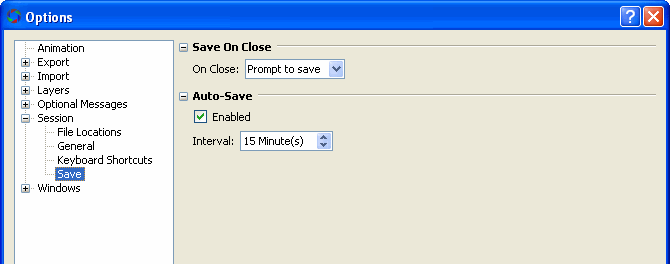 Options
Animation
Export
Import
Layers
Optional Messages
Session
File Locations
General
Keyboard Shortcuts
Save
Windows
Save On Close
On Close: Prompt to save
Auto-Save
Enabled
Interval: 15 Minute(s)